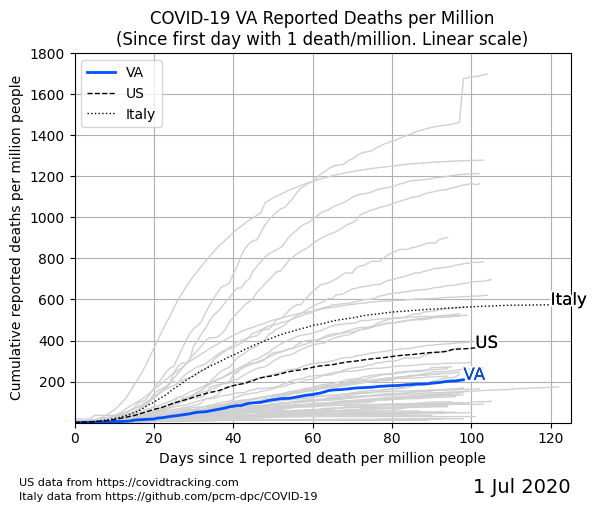 COVID-19 VA Reported Deaths per Million
(Since first day with 1 death/million. Linear scale)
Cumulative reported deaths per million people
1800
1600
1400
1200
1000
800
600
400
200
VA
US
Italy
Italy
US
VA
0
20
40
60
80
100
120
Days since 1 reported death per million people
US data from https://covidtracking.com
Italy data from https://github.com/pcm-dpc/COVID-19
1 Jul 2020